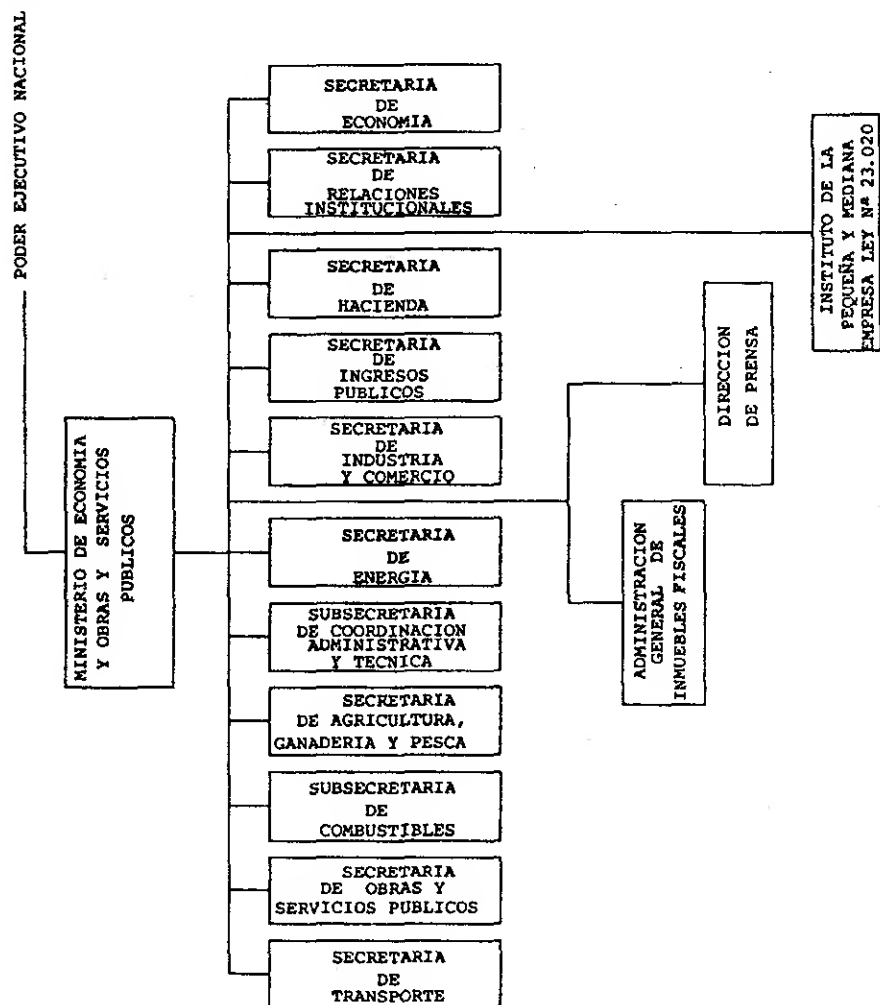 PODER EJECUTIVO NACIONAL
MINISTERIO DE ECONOMIA
Y OBRAS Y SERVICIOS
PUBLICOS
SECRETARIA
DE
ECONOMIA
SECRETARIA
DE
RELACIONES
INSTITUCIONALES
SECRETARIA
DE
HACIENDA
SECRETARIA
DE
INGRESOS
PUBLICOS
SECRETARIA
DE
INDUSTRIA
Y COMERCIO
SECRETARIA
DE
ENERGIA
SUBSECRETARIA
DE COORDINACION
ADMINISTRATIVA
Y TECNICA
SECRETARIA
DE AGRICULTURA,
GANADERIA Y PESCA
SUBSECRETARIA
DE
COMBUSTIBLES
SECRETARIA
DE OBRAS Y
SERVICIOS PUBLICOS
SECRETARIA
DE
TRANSPORTE
ADMINISTRACION
GENERAL DE
INMUEBLES FISCALES
DIRECCION
DE PRENSA
INSTITUTO DE LA
PEQUEÑA Y MEDIANA
EMPRESA LEY Nª 23.020